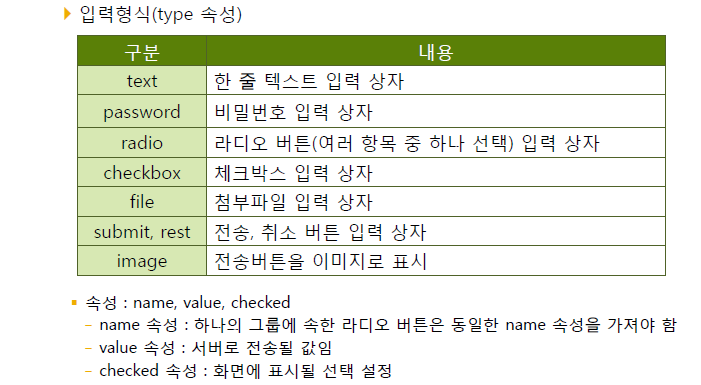 입력형식(type 속성)
구분 내용
text 한 줄 텍스트 입력 상자
password 비밀번호 입력 상자
radio 라디오 버튼(여러 항목 중 하나 선택) 입력 상자
checkbox 체크박스 입력 상자
file 첨부파일 입력 상자
submit, rest 전송, 취소 버튼 입력 상자
image 전송버튼을 이미지로 표시
속성 : name, value, checked
– name 속성 : 하나의 그룹에 속한 라디오 버튼은 동일한 name 속성을 가져야 함
– value 속성 : 서버로 전송될 값임
– checked 속성 : 화면에 표시될 선택 설정